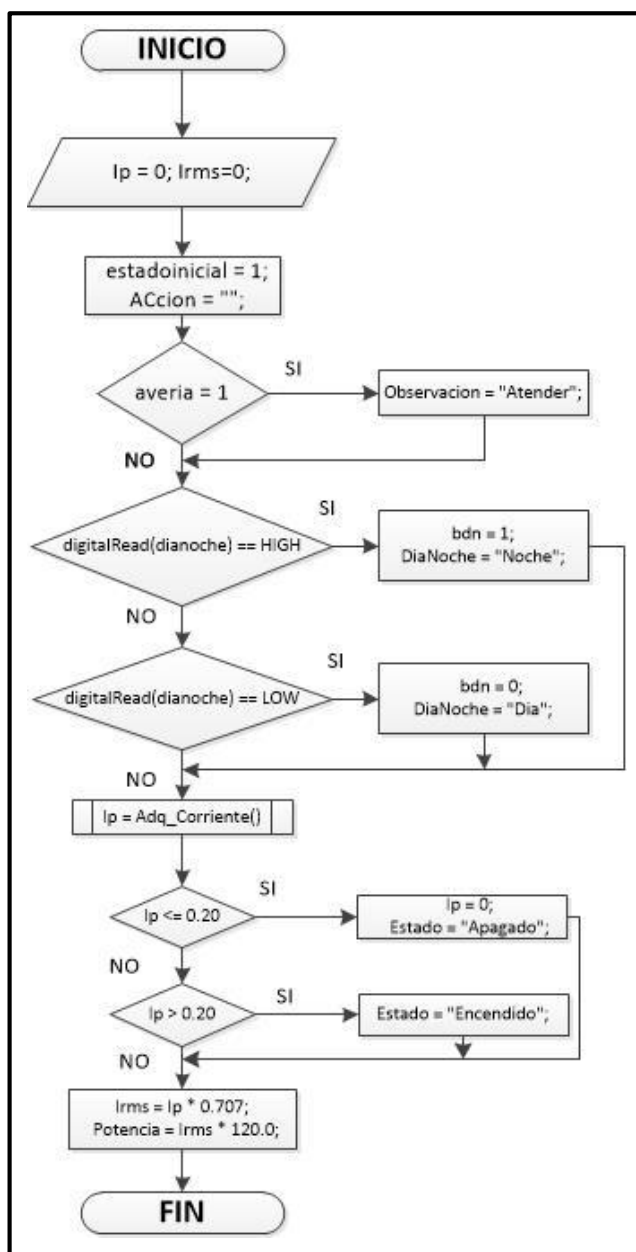 INICIO
Ip = 0; Irms=0;
estadoinicial = 1;
ACcion = "";
averia = 1
SI
Observacion = "Atender";
NO
digitalRead(dianoche) == HIGH
SI
bdn = 1;
DiaNoche = "Noche";
NO
digitalRead(dianoche) == LOW
SI
bdn = 0;
DiaNoche = "Dia";
NO
Ip = Adq_Corriente()
Ip <= 0.20
SI
Ip = 0;
Estado = "Apagado";
NO
Ip > 0.20
SI
Estado = "Encendido";
NO
Irms = Ip * 0.707;
Potencia = Irms * 120.0;
FIN